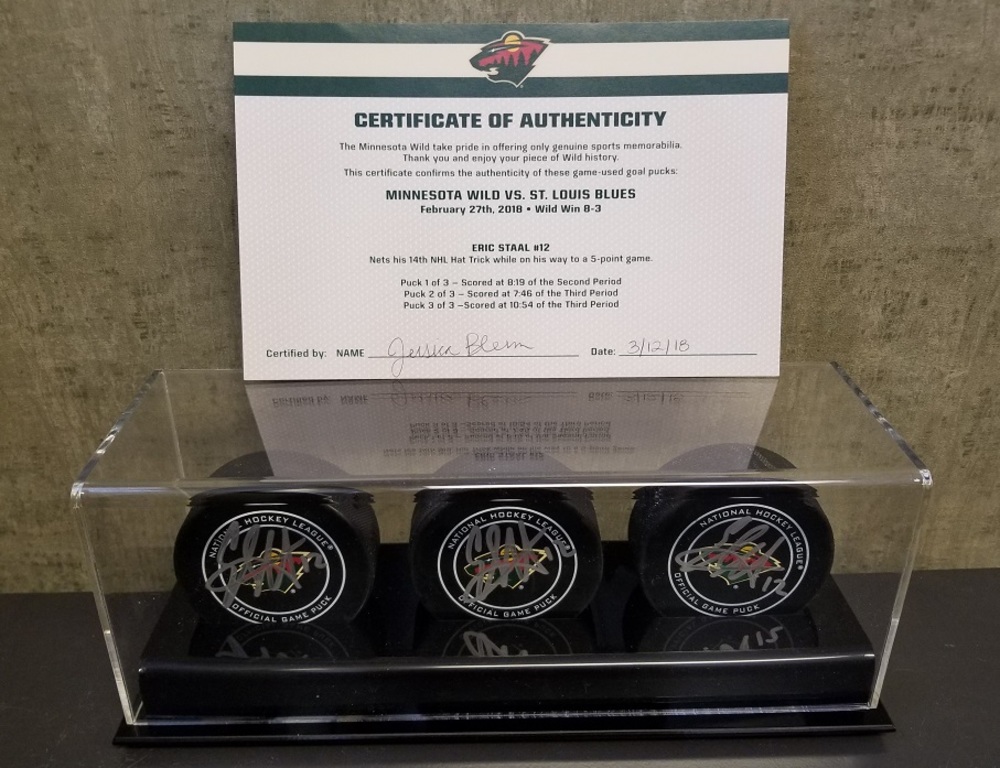 CERTIFICATE OF AUTHENTICITY
The Minnesota Wild take pride in offering only genuine sports memorabilia.
Thank you and enjoy your piece of Wild history.
This certificate confirms the authenticity of these game-used goal pucks:
MINNESOTA WILD VS. ST. LOUIS BLUES
February 27th, 2018 • Wild Win 8-3
ERIC STAAL #12
Nets his 14th NHL Hat Trick while on his way to a 5-point game.
Puck 1 of 3 – Scored at 8:19 of the Second Period
Puck 2 of 3 – Scored at 7:46 of the Third Period
Puck 3 of 3 –Scored at 10:54 of the Third Period
Certified by: NAME Date: 3/12/18
NATIONAL HOCKEY LEAGUE®
OFFICIAL GAME PUCK
NATIONAL HOCKEY LEAGUE
OFFICIAL GAME PUCK
NATIONAL HOCKEY LEAGUE®
OFFICIAL GAME PUCK
12